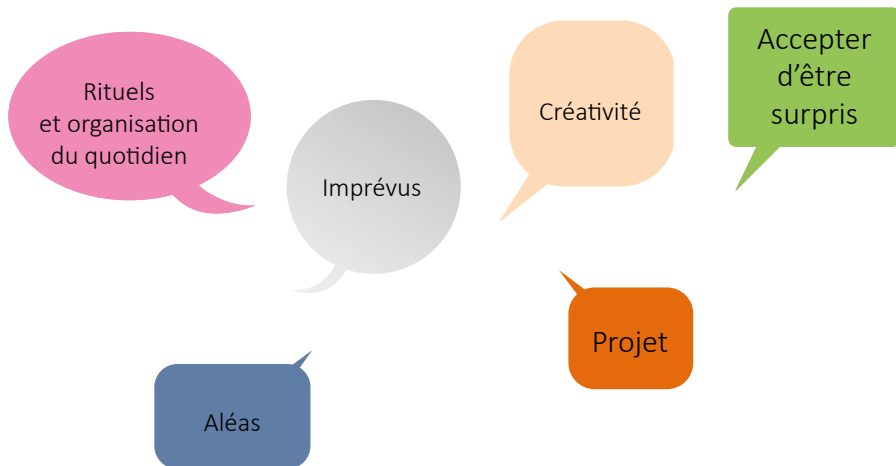 Rituels
et organisation
du quotidien
Imprévus
Créativité
Accepter
d’être
surpris
Projet
Aléas